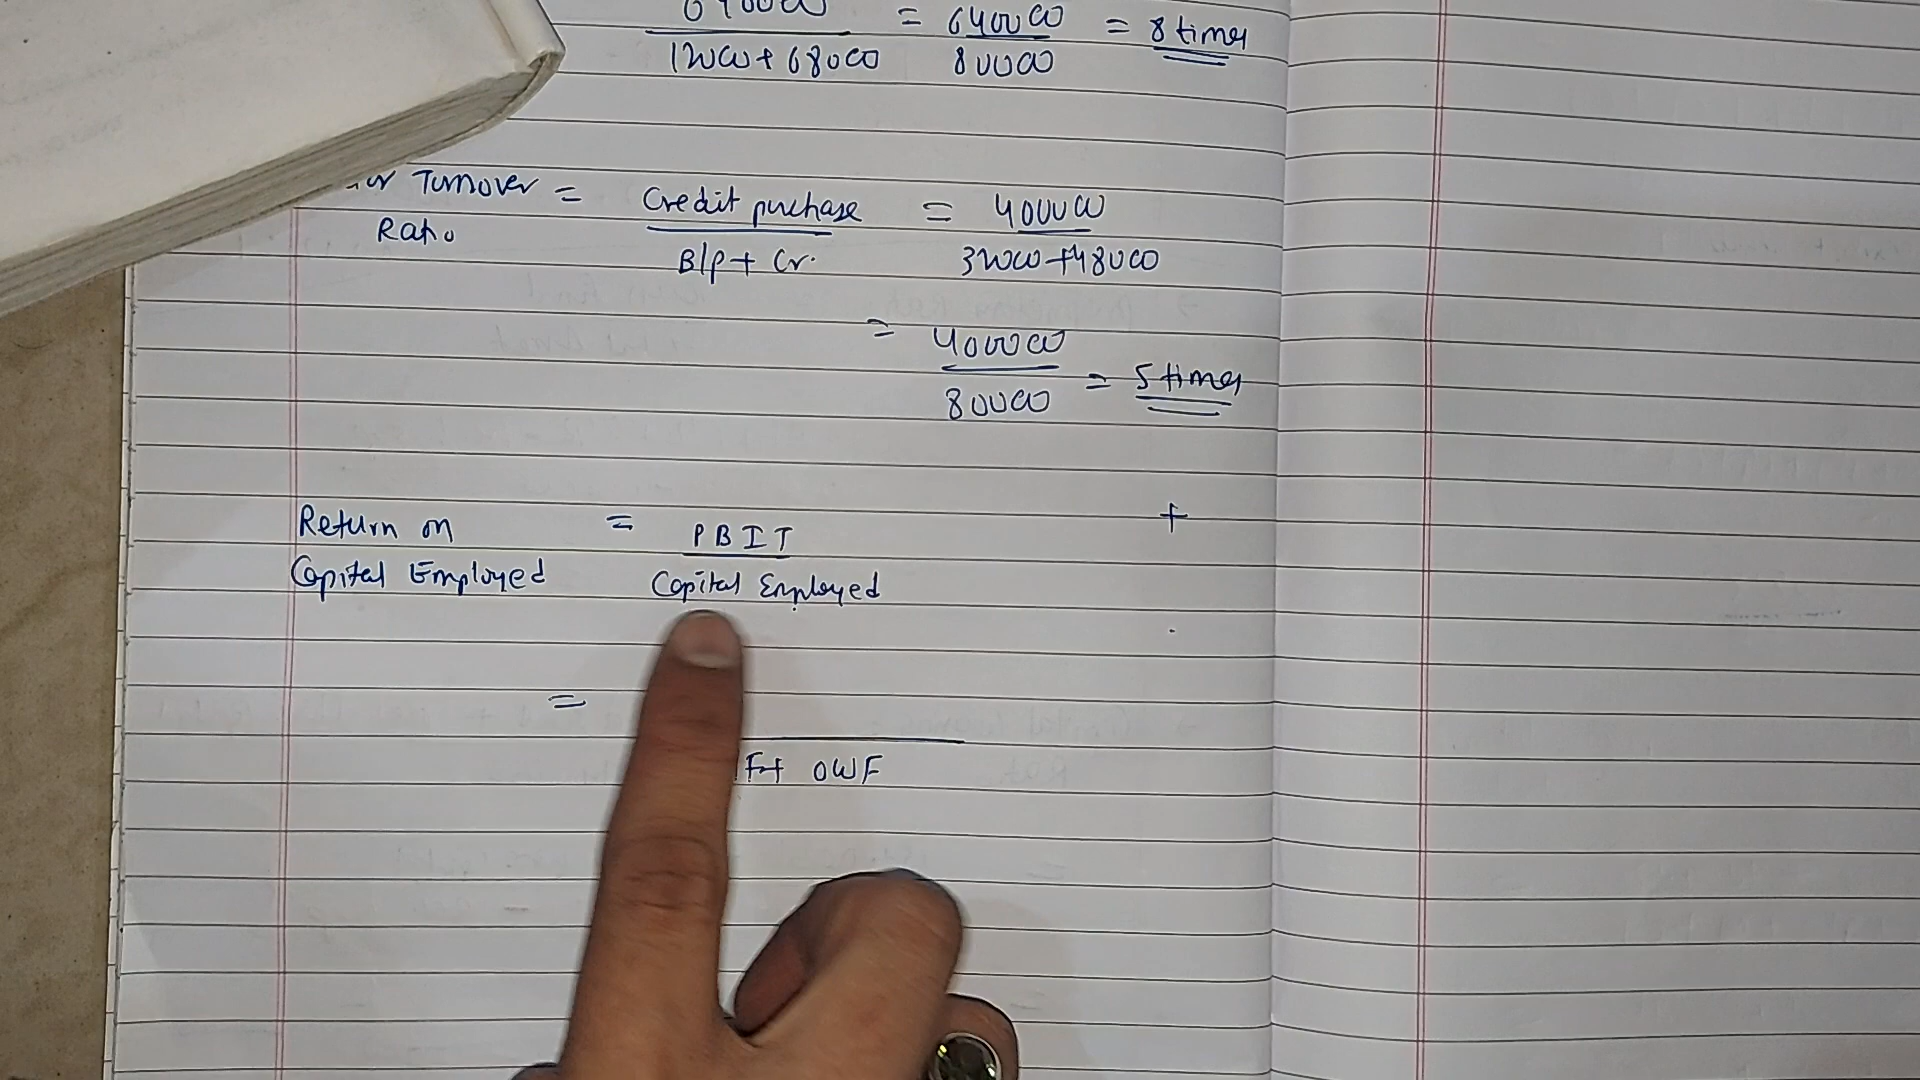 = 640000 = 8 times
12000 + 68000 80000
Turnover = Credit purchase = 400000
Ratio B/p + Cr. 32000 + 48000
= 400000
80000 = 5 times
Return on = PBIT +
Capital Employed Capital Employed
=
F + OWF